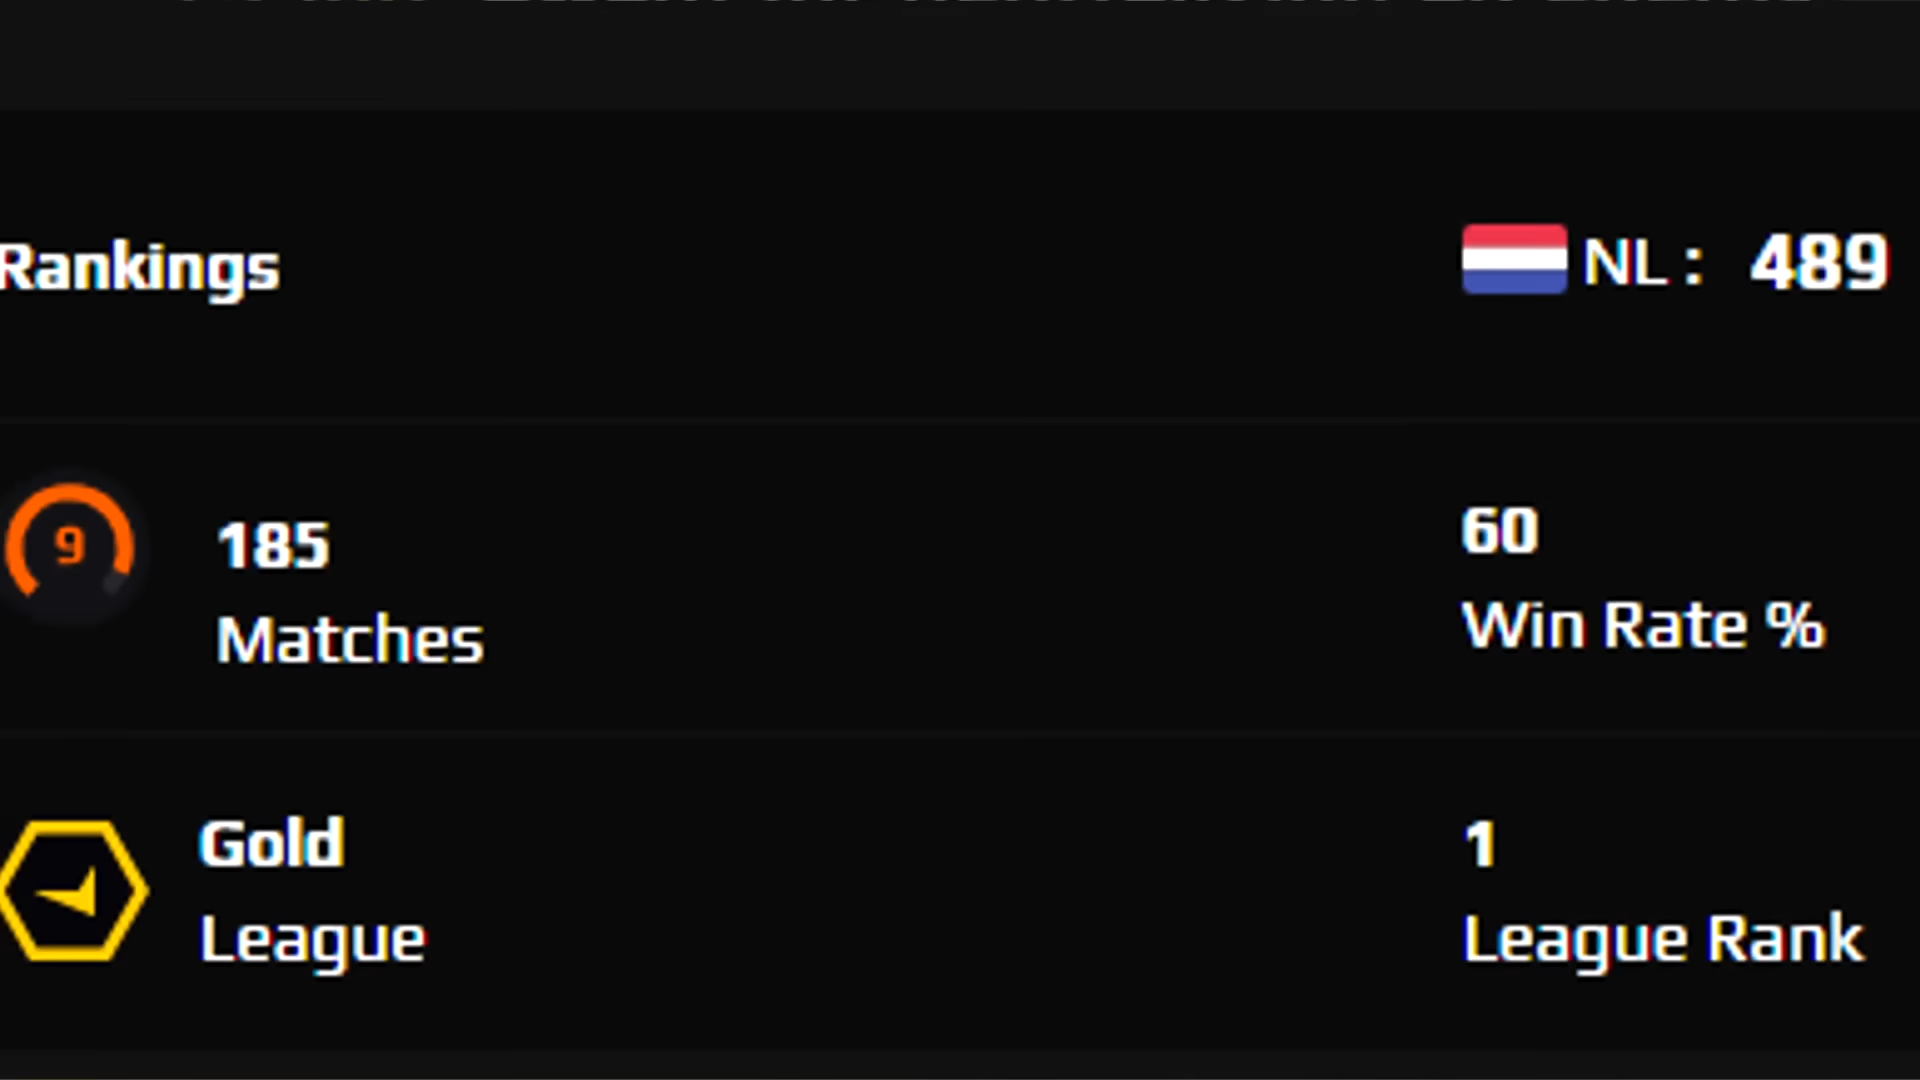 Rankings
NL : 489
9
185
Matches
60
Win Rate %
Gold
League
1
League Rank